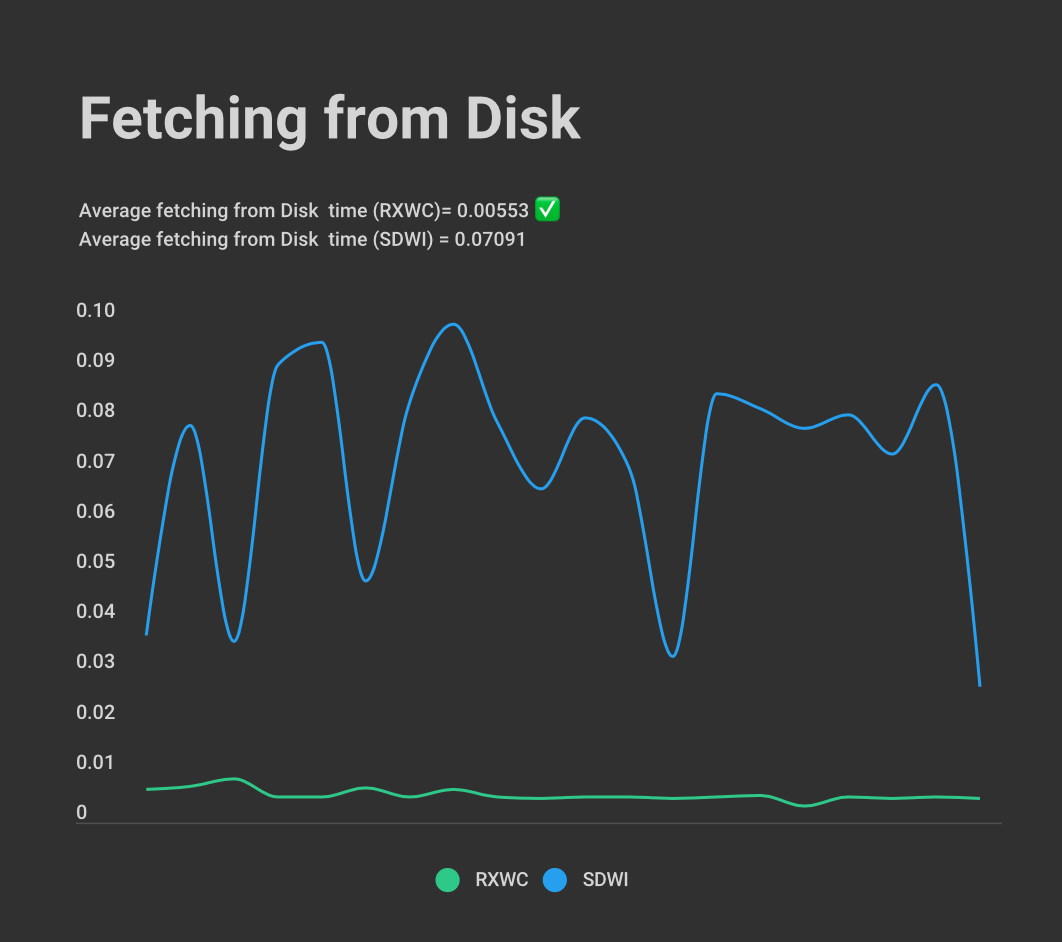 Fetching from Disk
Average fetching from Disk  time (RXWC)= 0.00553 ✅
Average fetching from Disk  time (SDWI) = 0.07091
0.10
0.09
0.08
0.07
0.06
0.05
0.04
0.03
0.02
0.01
0
RXWC SDWI